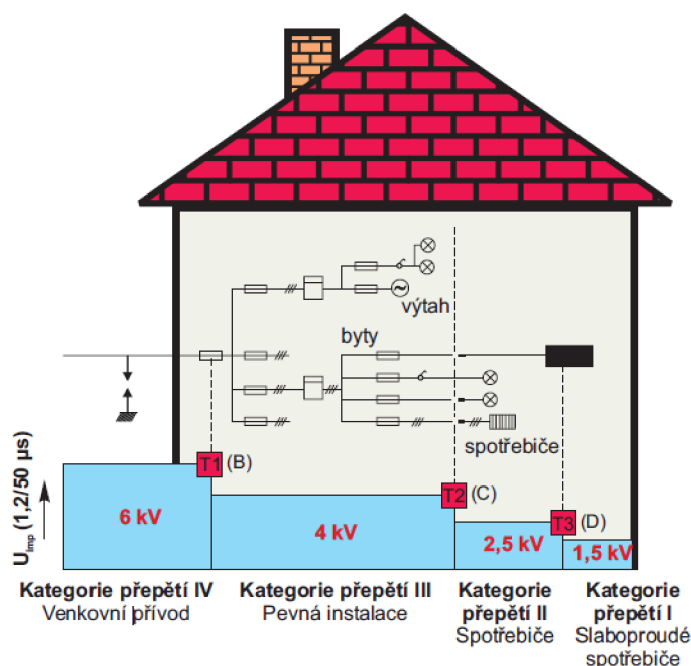 výtah
byty
spotřebiče
U_imp (1,2/50 µs)
T1 (B)
T2 (C)
T3 (D)
6 kV
4 kV
2,5 kV
1,5 kV
Kategorie přepětí IV
Venkovní přívod
Kategorie přepětí III
Pevná instalace
Kategorie
přepětí II
Spotřebiče
Kategorie
přepětí I
Slaboproudé
spotřebiče